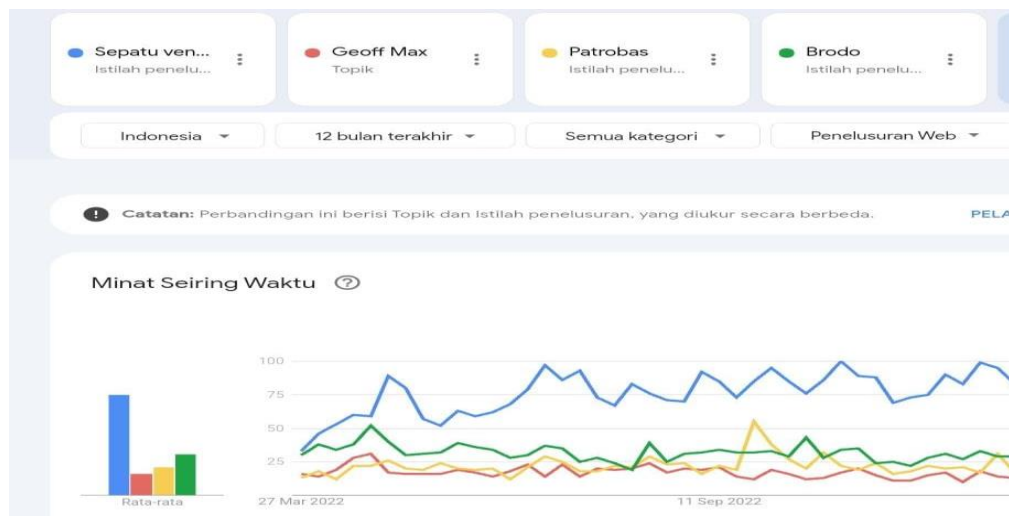 Sepatu ven...
Istilah penelu...
Geoff Max
Topik
Patrobas
Istilah penelu...
Brodo
Istilah penelu...
Indonesia
12 bulan terakhir
Semua kategori
Penelusuran Web
Catatan: Perbandingan ini berisi Topik dan Istilah penelusuran, yang diukur secara berbeda.
PELA
Minat Seiring Waktu
100
75
50
25
Rata-rata
27 Mar 2022
11 Sep 2022